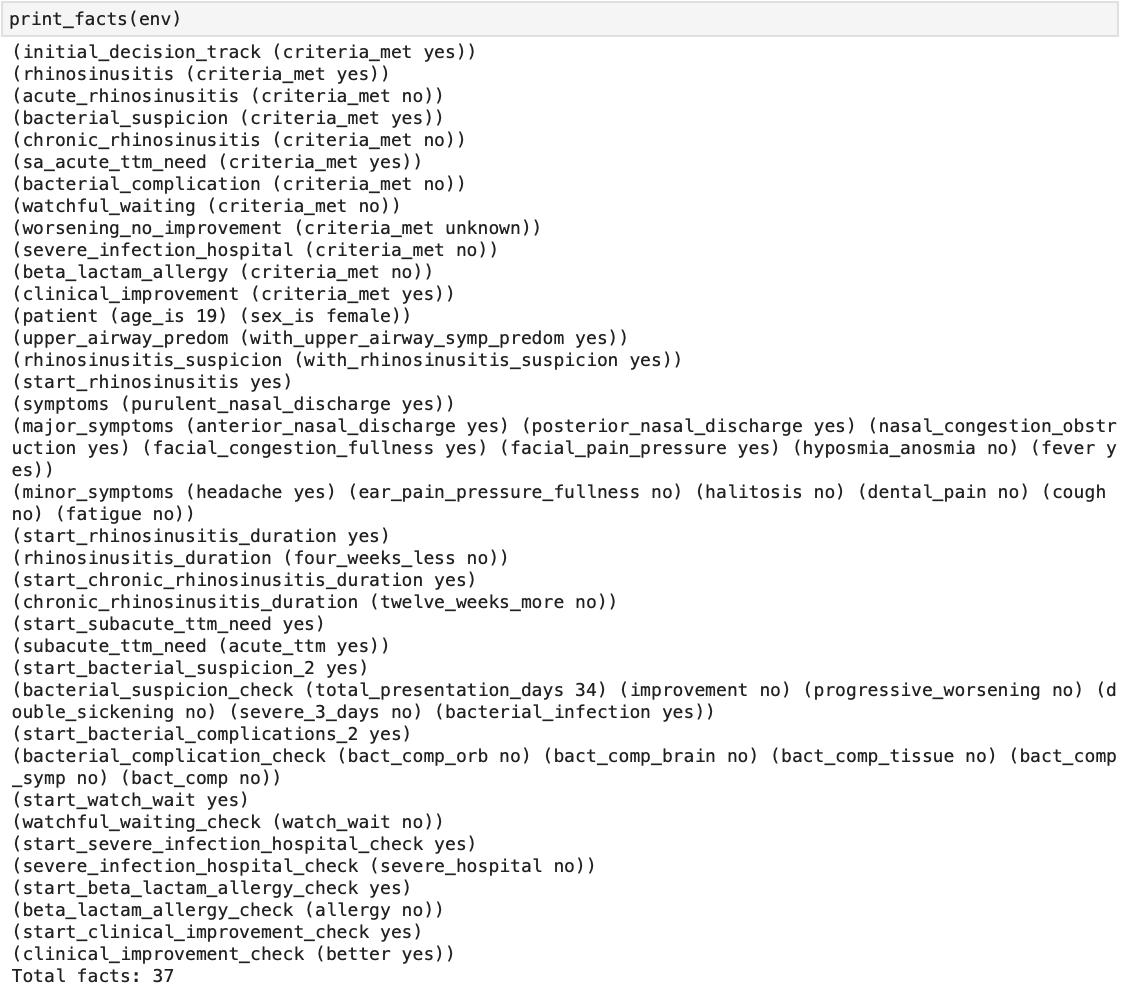 print_facts(env)
(initial_decision_track (criteria_met yes))
(rhinosinusitis (criteria_met yes))
(acute_rhinosinusitis (criteria_met no))
(bacterial_suspicion (criteria_met yes))
(chronic_rhinosinusitis (criteria_met no))
(sa_acute_ttm_need (criteria_met yes))
(bacterial_complication (criteria_met no))
(watchful_waiting (criteria_met no))
(worsening_no_improvement (criteria_met unknown))
(severe_infection_hospital (criteria_met no))
(beta_lactam_allergy (criteria_met no))
(clinical_improvement (criteria_met yes))
(patient (age_is 19) (sex_is female))
(upper_airway_predom (with_upper_airway_symp_predom yes))
(rhinosinusitis_suspicion (with_rhinosinusitis_suspicion yes))
(start_rhinosinusitis yes)
(symptoms (purulent_nasal_discharge yes))
(major_symptoms (anterior_nasal_discharge yes) (posterior_nasal_discharge yes) (nasal_congestion_obstr
uction yes) (facial_congestion_fullness yes) (facial_pain_pressure yes) (hyposmia_anosmia no) (fever y
es))
(minor_symptoms (headache yes) (ear_pain_pressure_fullness no) (halitosis no) (dental_pain no) (cough
no) (fatigue no))
(start_rhinosinusitis_duration yes)
(rhinosinusitis_duration (four_weeks_less no))
(start_chronic_rhinosinusitis_duration yes)
(chronic_rhinosinusitis_duration (twelve_weeks_more no))
(start_subacute_ttm_need yes)
(subacute_ttm_need (acute_ttm yes))
(start_bacterial_suspicion_2 yes)
(bacterial_suspicion_check (total_presentation_days 34) (improvement no) (progressive_worsening no) (d
ouble_sickening no) (severe_3_days no) (bacterial_infection yes))
(start_bacterial_complications_2 yes)
(bacterial_complication_check (bact_comp_orb no) (bact_comp_brain no) (bact_comp_tissue no) (bact_comp
_symp no) (bact_comp no))
(start_watch_wait yes)
(watchful_waiting_check (watch_wait no))
(start_severe_infection_hospital_check yes)
(severe_infection_hospital_check (severe_hospital no))
(start_beta_lactam_allergy_check yes)
(beta_lactam_allergy_check (allergy no))
(start_clinical_improvement_check yes)
(clinical_improvement_check (better yes))
Total facts: 37